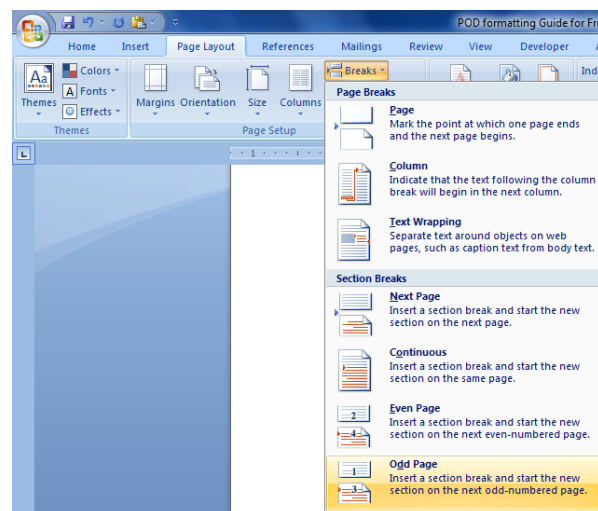 POD formatting Guide for Fre
Home Insert Page Layout References Mailings Review View Developer A
Aa
Colors
A Fonts
Effects
Themes
Margins Orientation Size Columns
Breaks
Ind
Themes
Page Setup
L
1
Page Breaks
Page
Mark the point at which one page ends
and the next page begins.
Column
Indicate that the text following the column
break will begin in the next column.
Text Wrapping
Separate text around objects on web
pages, such as caption text from body text.
Section Breaks
Next Page
Insert a section break and start the new
section on the next page.
Continuous
Insert a section break and start the new
section on the same page.
Even Page
2
Insert a section break and start the new
4
section on the next even-numbered page.
Odd Page
1
Insert a section break and start the new
3
section on the next odd-numbered page.